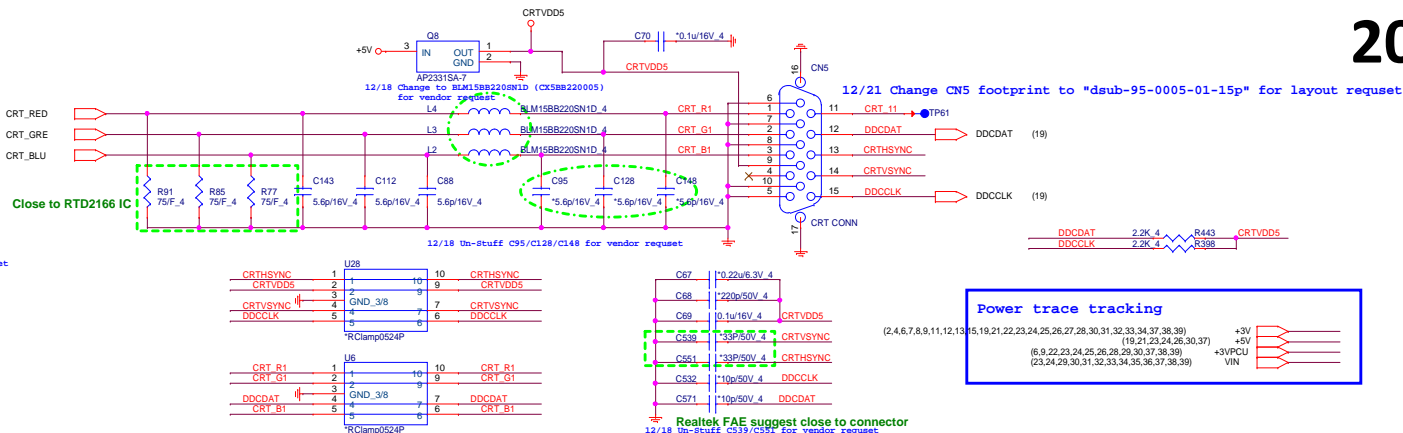 CRTVDD5
20
Q8
C70 *0.1u/16V_4
+5V 3 IN OUT 1
GND 2
CRTVDD5
AP2331SA-7
16
CN5
12/18 Change to BLM15BB220SN1D (CX5BB220005)
for vendor request
12/21 Change CN5 footprint to "dsub-95-0005-01-15p" for layout requset
CRT_RED L4 BLM15BB220SN1D_4 CRT_R1
CRT_GRE L3 BLM15BB220SN1D_4 CRT_G1
CRT_BLU L2 BLM15BB220SN1D_4 CRT_B1
6
1 11 CRT_11 TP61
7
2 12 DDCDAT DDCDAT (19)
8
3 13 CRTHSYNC
9
4 14 CRTVSYNC
10
5 15 DDCCLK DDCCLK (19)
17
CRT CONN
R91 R85 R77 C143 C112 C88 C95 C128 C148
75/F_4 75/F_4 75/F_4 5.6p/16V_4 5.6p/16V_4 5.6p/16V_4 *5.6p/16V_4 *5.6p/16V_4 *5.6p/16V_4
Close to RTD2166 IC
12/18 Un-Stuff C95/C128/C148 for vendor requset
DDCDAT 2.2K_4 R443 CRTVDD5
DDCCLK 2.2K_4 R398
et
U28
CRTHSYNC 1 1 10 10 CRTHSYNC
CRTVDD5 2 2 9 9 CRTVDD5
3 GND_3/8
CRTVSYNC 4 4 7 7 CRTVSYNC
DDCCLK 5 5 6 6 DDCCLK
*RClamp0524P
U6
CRT_R1 1 1 10 10 CRT_R1
CRT_G1 2 2 9 9 CRT_G1
3 GND_3/8
DDCDAT 4 4 7 7 DDCDAT
CRT_B1 5 5 6 6 CRT_B1
*RClamp0524P
C67 *0.22u/6.3V_4
C68 *220p/50V_4
C69 0.1u/16V_4 CRTVDD5
C539 *33P/50V_4 CRTVSYNC
C551 *33P/50V_4 CRTHSYNC
C532 *10p/50V_4 DDCCLK
C571 *10p/50V_4 DDCDAT
Realtek FAE suggest close to connector
12/18 Un-Stuff C539/C551 for vendor requset
Power trace tracking
(2,4,6,7,8,9,11,12,13,15,19,21,22,23,24,25,26,27,28,30,31,32,33,34,37,38,39) +3V
(19,21,23,24,26,30,37) +5V
(6,9,22,23,24,25,26,28,29,30,37,38,39) +3VPCU
(23,24,29,30,31,32,33,34,35,36,37,38,39) VIN